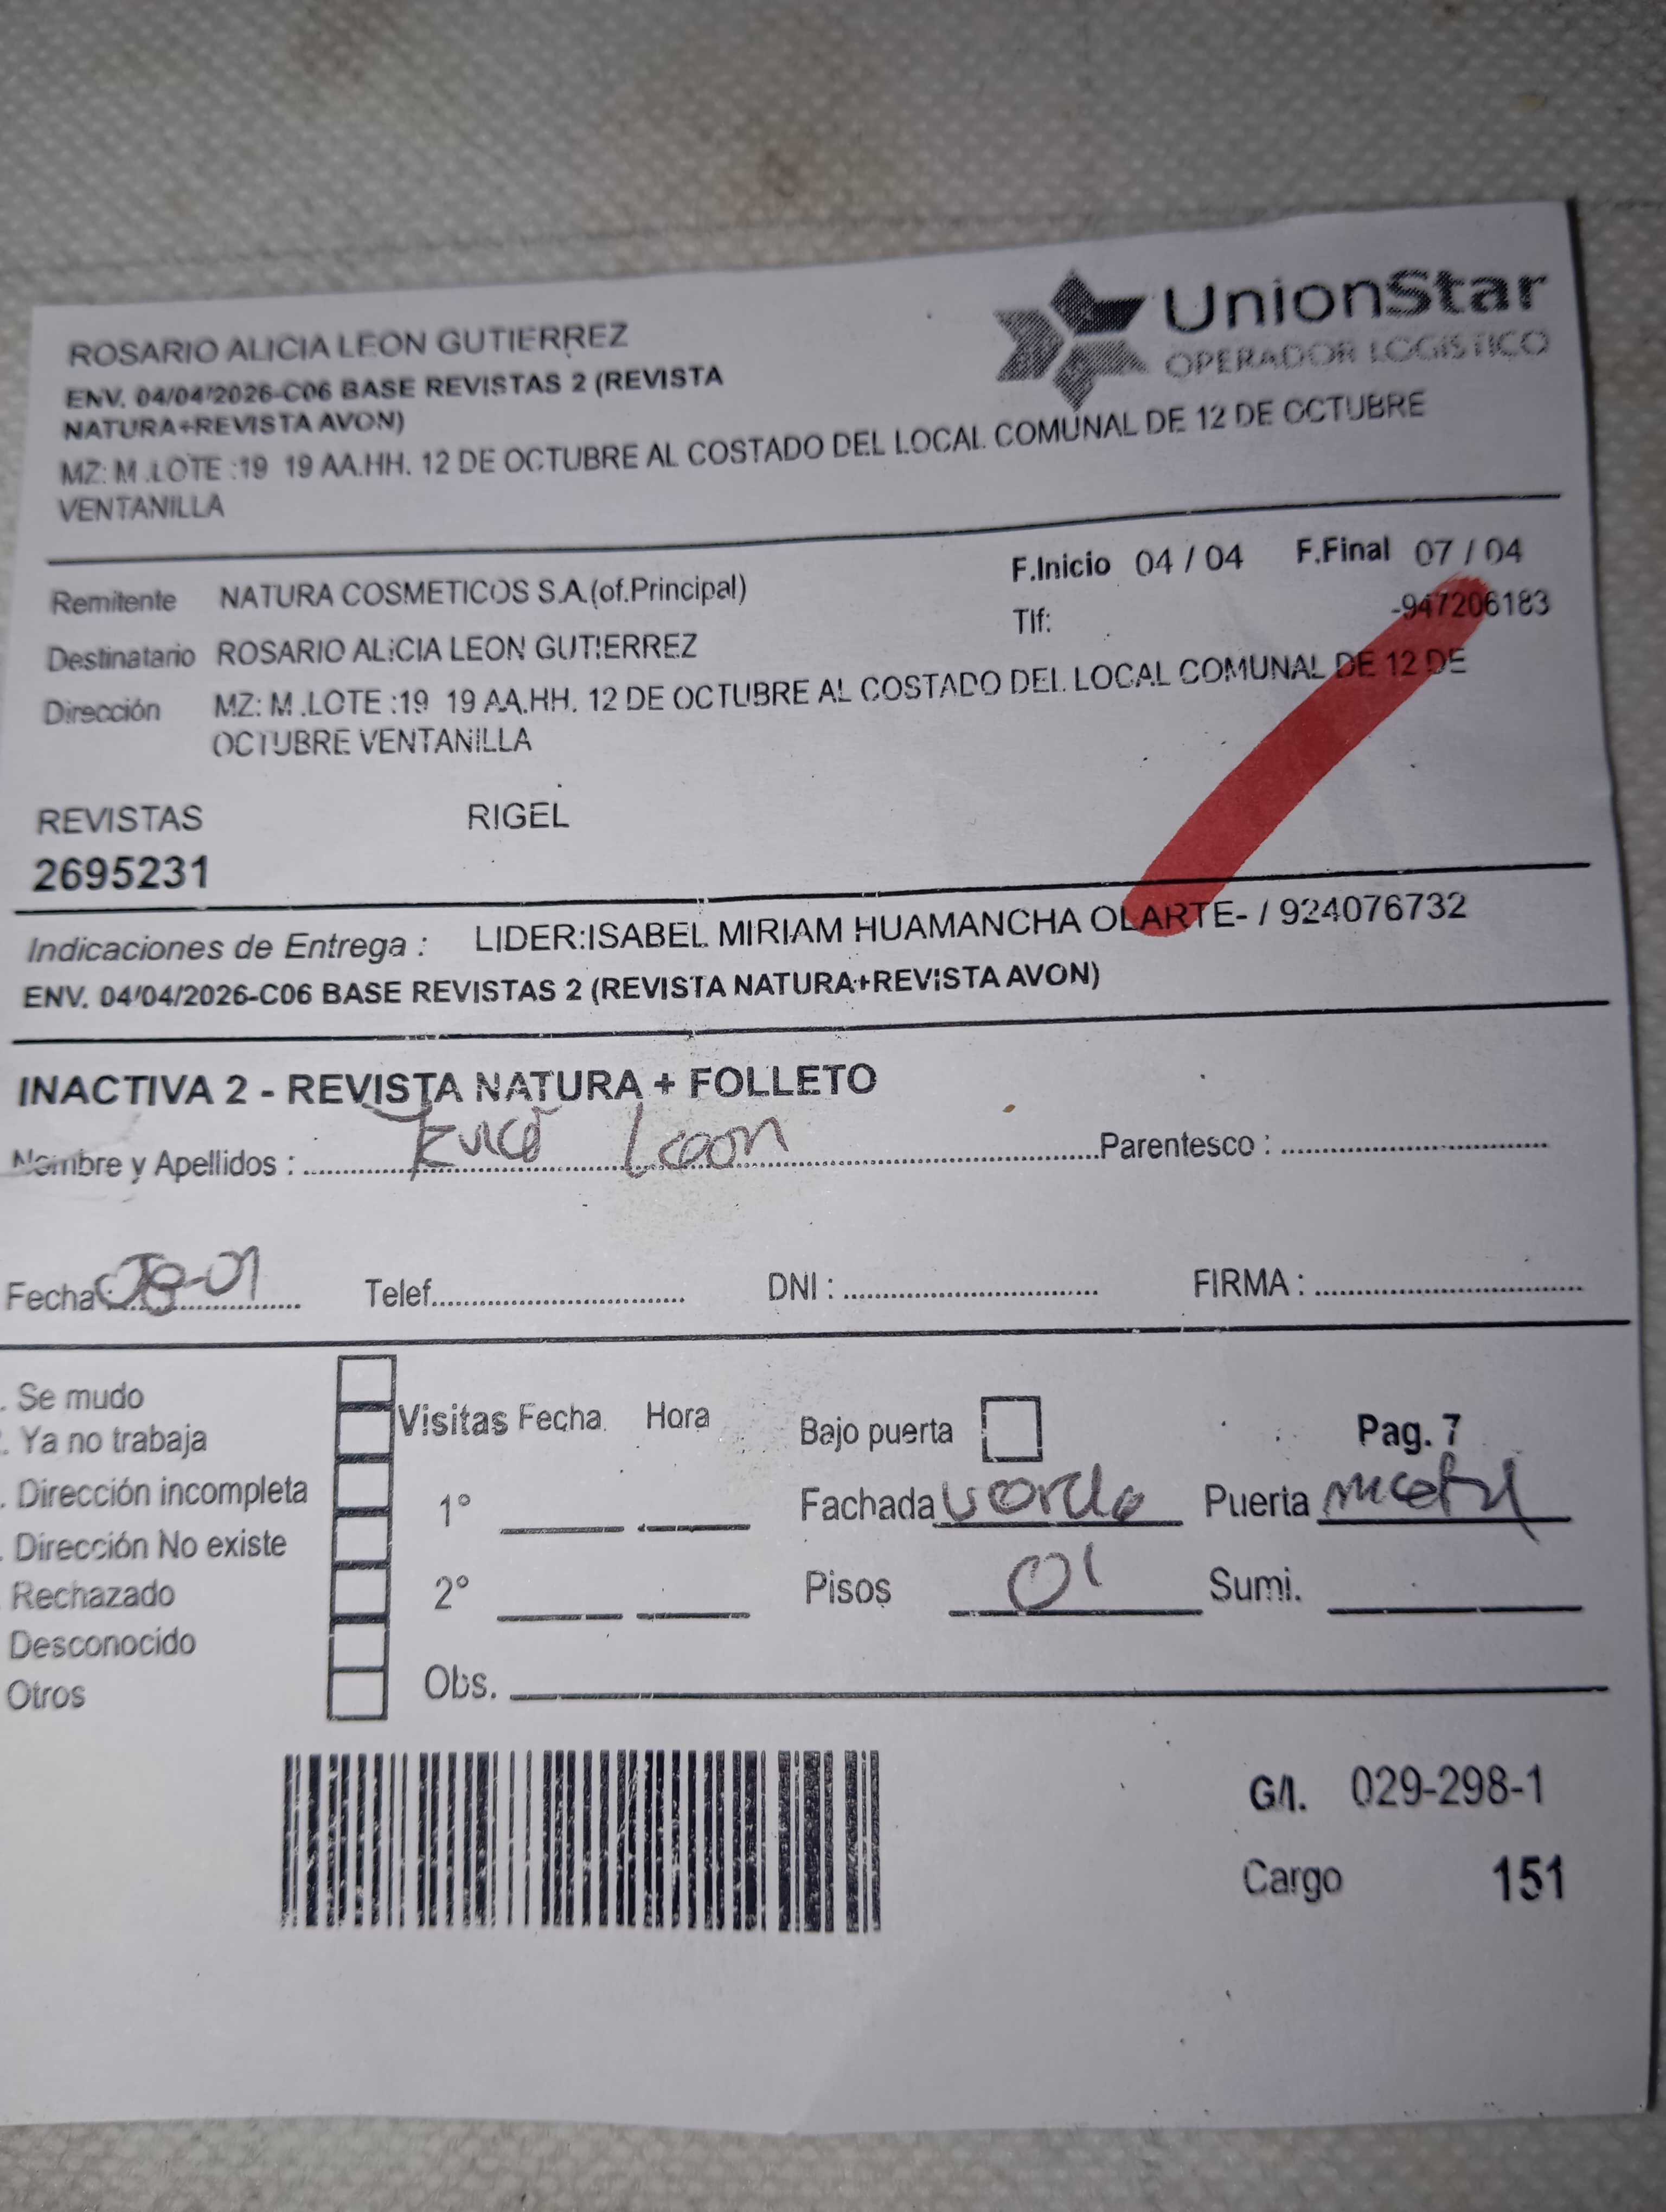 UnionStar
OPERADOR LOGISTICO
ROSARIO ALICIA LEON GUTIERREZ
ENV. 04/04/2026-C06 BASE REVISTAS 2 (REVISTA
NATURA+REVISTA AVON)
MZ: M .LOTE :19 19 AA.HH. 12 DE OCTUBRE AL COSTADO DEL LOCAL COMUNAL DE 12 DE OCTUBRE
VENTANILLA
F.Inicio 04 / 04 F.Final 07 / 04
Remitente NATURA COSMETICOS S.A.(of.Principal)
Tlf: -947206183
Destinatario ROSARIO ALICIA LEON GUTIERREZ
Dirección MZ: M .LOTE :19 19 AA.HH. 12 DE OCTUBRE AL COSTADO DEL LOCAL COMUNAL DE 12 DE
OCTUBRE VENTANILLA
REVISTAS RIGEL
2695231
Indicaciones de Entrega : LIDER:ISABEL MIRIAM HUAMANCHA OLARTE- / 924076732
ENV. 04/04/2026-C06 BASE REVISTAS 2 (REVISTA NATURA+REVISTA AVON)
INACTIVA 2 - REVISTA NATURA + FOLLETO
Nombre y Apellidos : Leon Parentesco :
Fecha: Telef. DNI : FIRMA :
Se mudo
Ya no trabaja
Dirección incompleta
Dirección No existe
Rechazado
Desconocido
Otros
Visitas Fecha Hora
1°
2°
Obs.
Bajo puerta Pag. 7
Fachada verde Puerta metal
Pisos 01 Sumi.
G/I. 029-298-1
Cargo 151